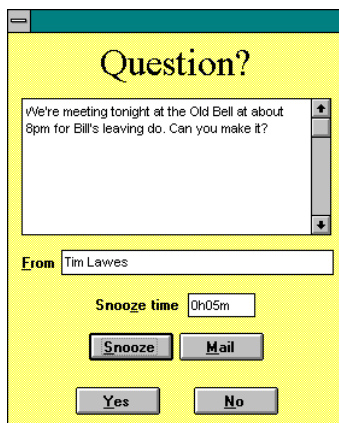 Question?
We're meeting tonight at the Old Bell at about
8pm for Bill's leaving do. Can you make it?
From Tim Lawes
Snooze time 0h05m
Snooze Mail
Yes No